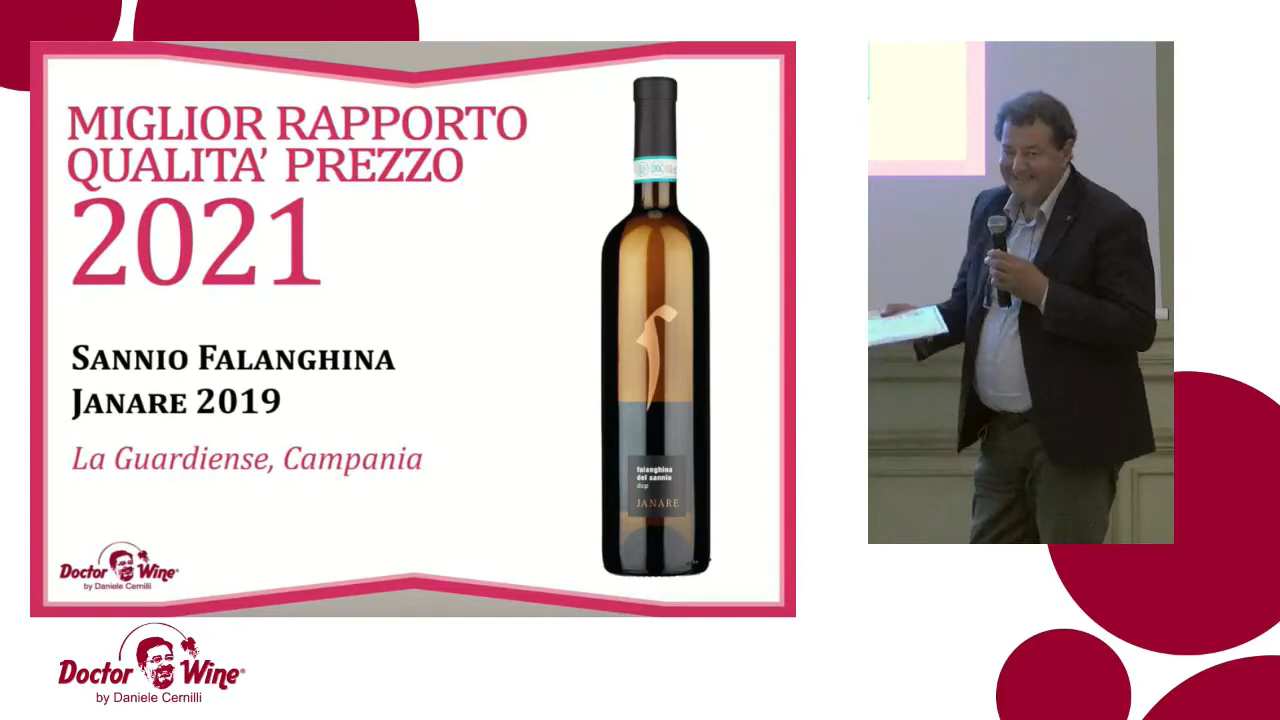 MIGLIOR RAPPORTO
QUALITA' PREZZO
2021
SANNIO FALANGHINA
JANARE 2019
La Guardiense, Campania
falanghina
del sannio
dop
JANARE
Doctor Wine®
by Daniele Cernilli
Doctor Wine®
by Daniele Cernilli